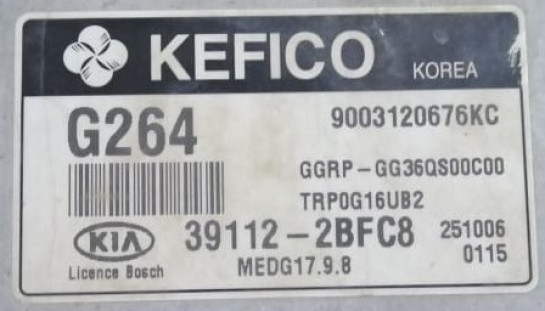 KEFICO KOREA
G264 9003120676KC
GGRP-GG36QS00C00
TRP0G16UB2
KIA 39112-2BFC8 251006
Licence Bosch MEDG17.9.8 0115